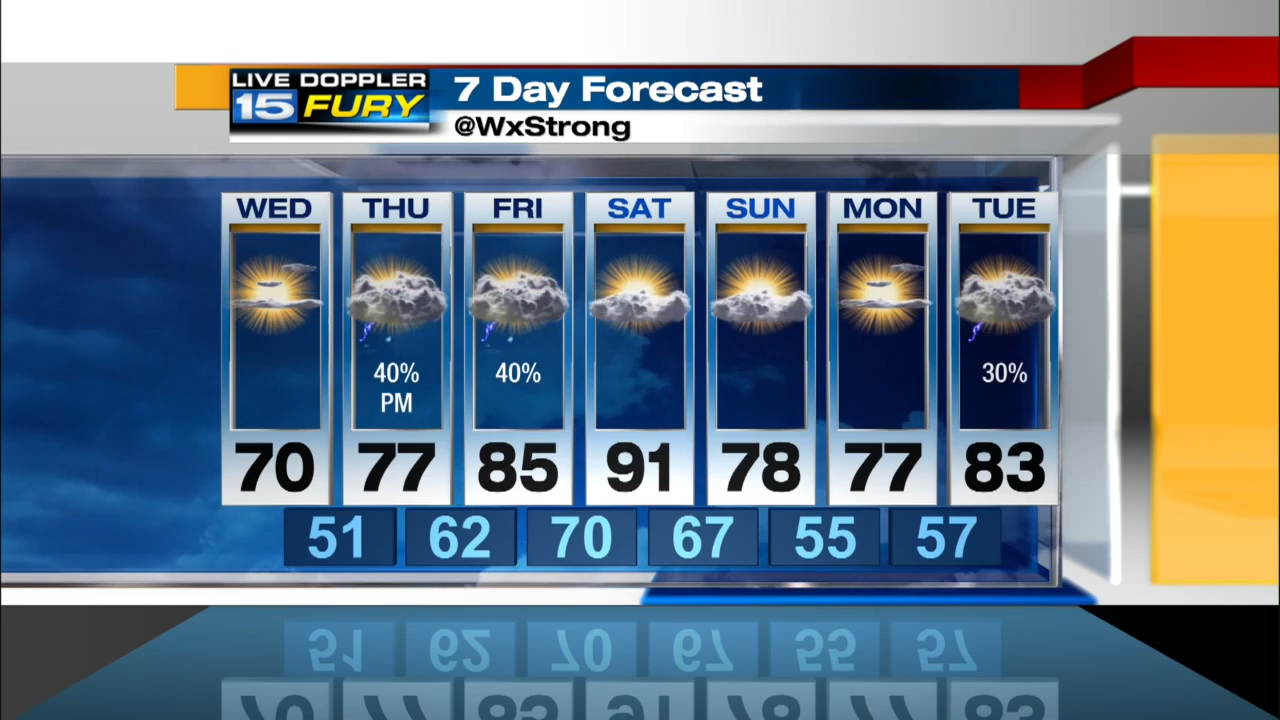 LIVE DOPPLER
15 FURY
7 Day Forecast
@WxStrong
WED THU FRI SAT SUN MON TUE
40% 40% 30%
PM
70 77 85 91 78 77 83
51 62 70 67 55 57